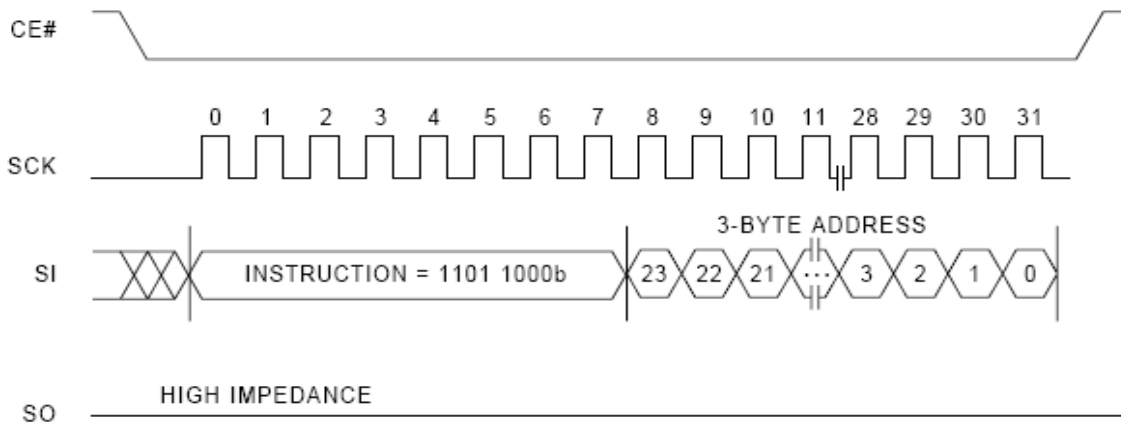 CE#
0 1 2 3 4 5 6 7 8 9 10 11 28 29 30 31
SCK
3-BYTE ADDRESS
SI INSTRUCTION = 1101 1000b 23 22 21 ... 3 2 1 0
HIGH IMPEDANCE
SO